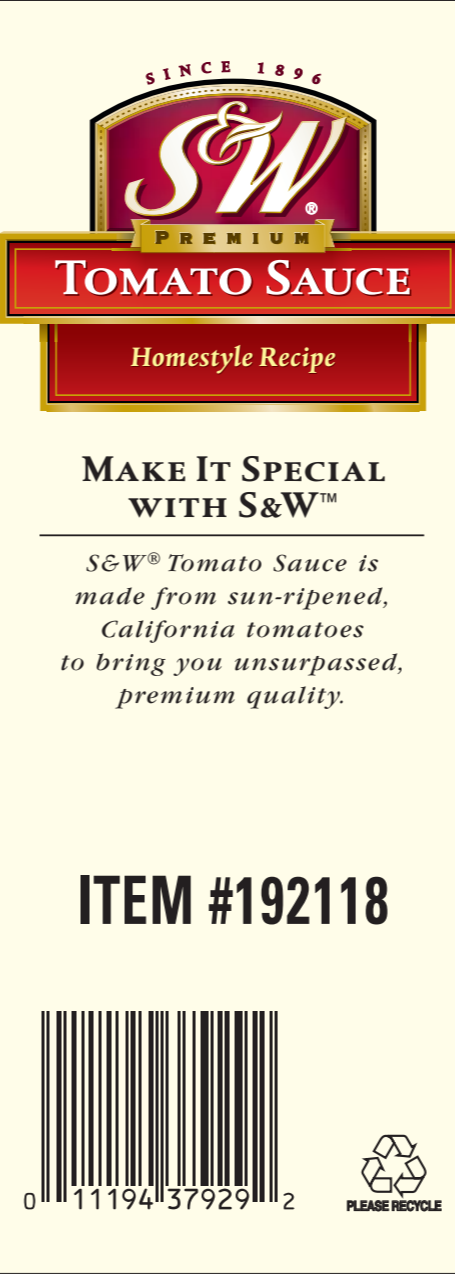 SINCE 1896
S&W®
PREMIUM
TOMATO SAUCE
Homestyle Recipe
MAKE IT SPECIAL
WITH S&W™
S&W® Tomato Sauce is
made from sun-ripened,
California tomatoes
to bring you unsurpassed,
premium quality.
ITEM #192118
0 11194 37929 2
PLEASE RECYCLE